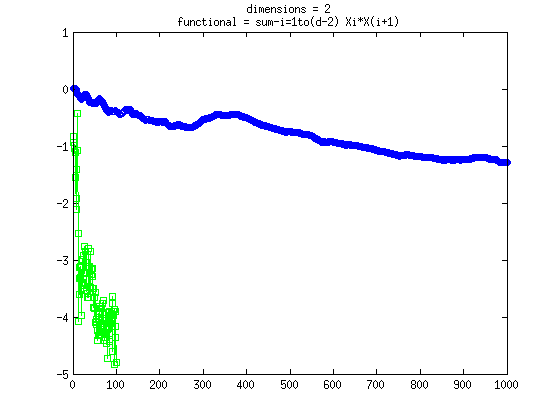 dimensions = 2
functional = sum-i=1to(d-2) Xi*X(i+1)
1
0
-1
-2
-3
-4
-5
0 100 200 300 400 500 600 700 800 900 1000